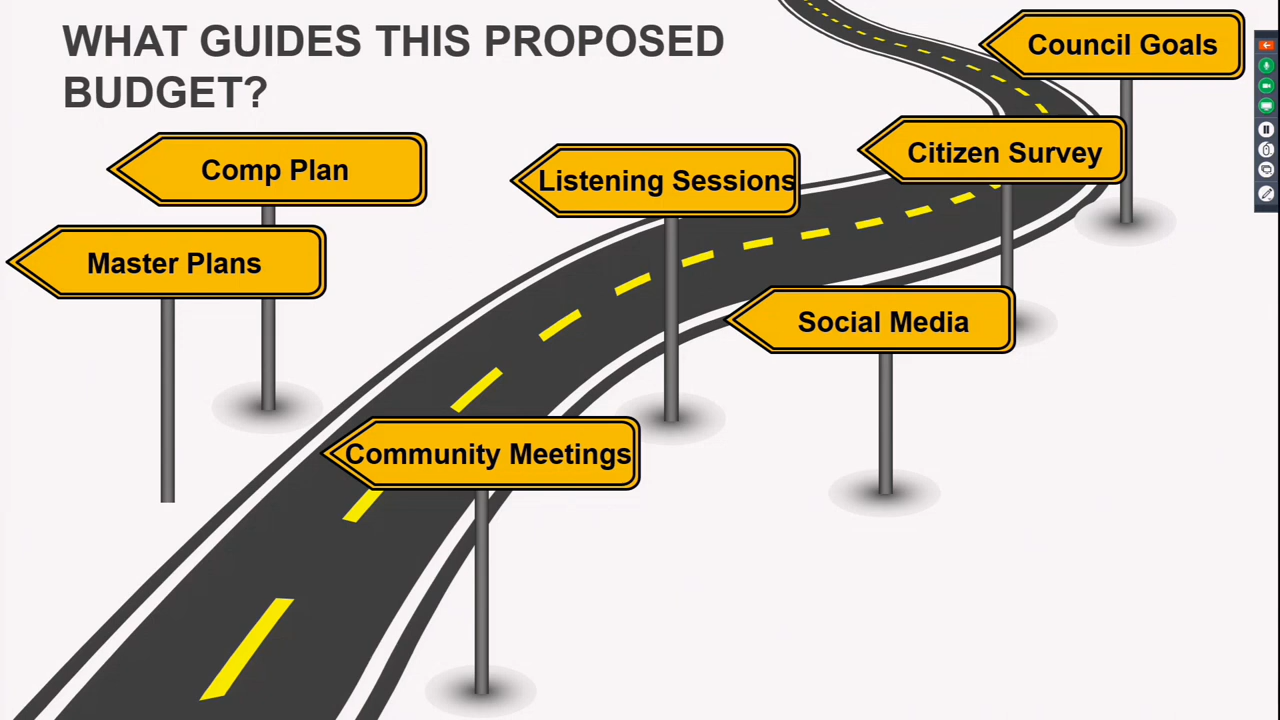 WHAT GUIDES THIS PROPOSED
BUDGET?
Council Goals
Citizen Survey
Comp Plan
Listening Sessions
Master Plans
Social Media
Community Meetings